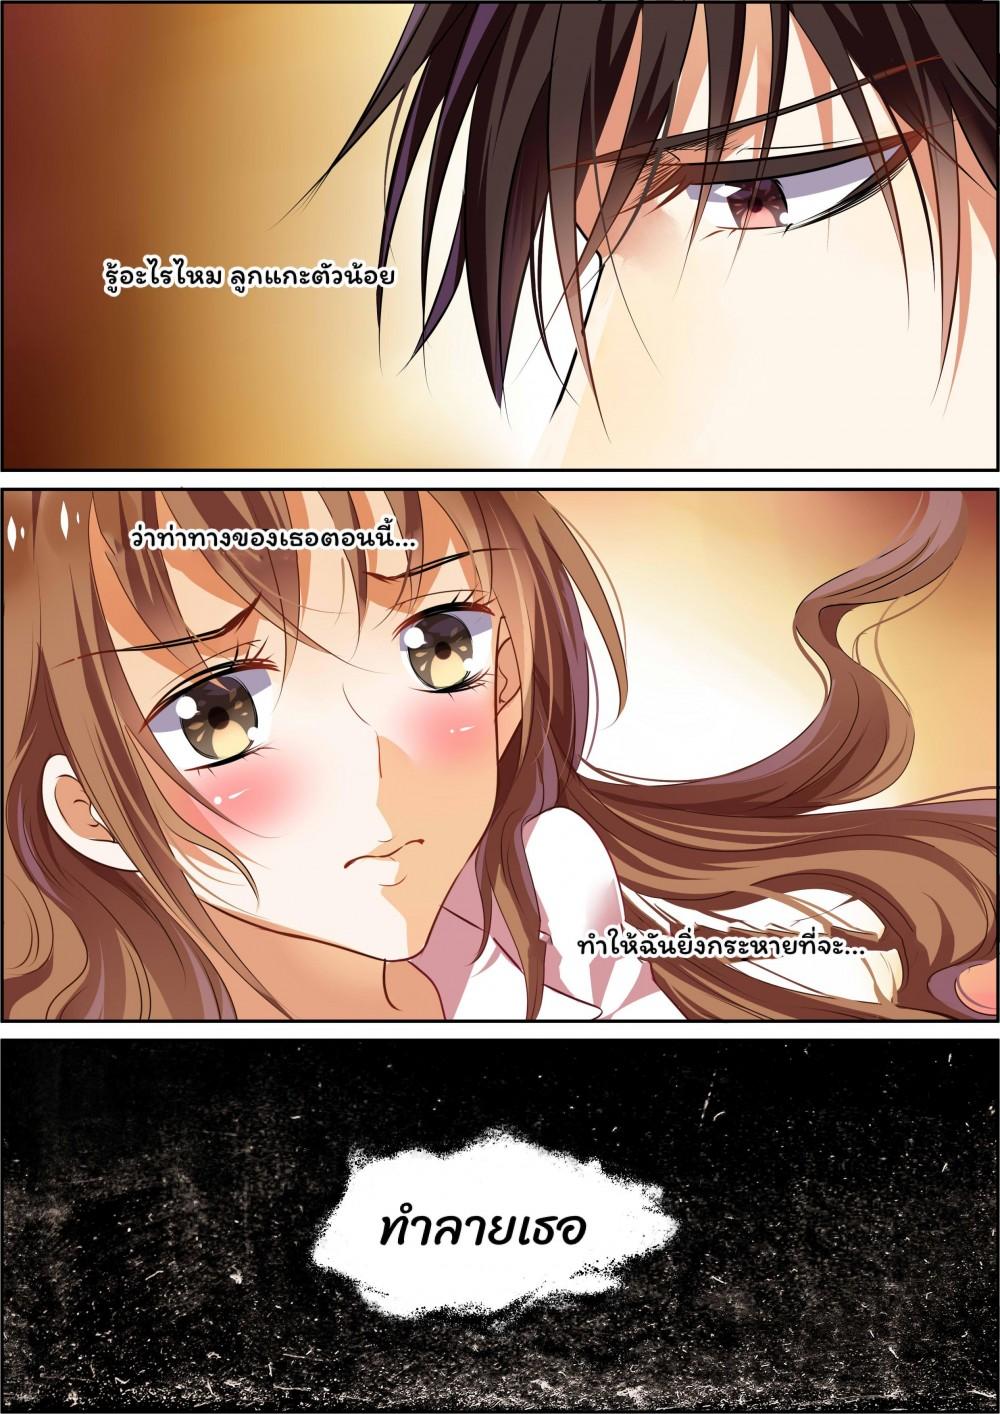 รู้อะไรไหม ลูกแกะตัวน้อย
ว่าท่าทางของเธอตอนนี้...
ทำให้ฉันยิ่งกระหายที่จะ...
ทำลายเธอ